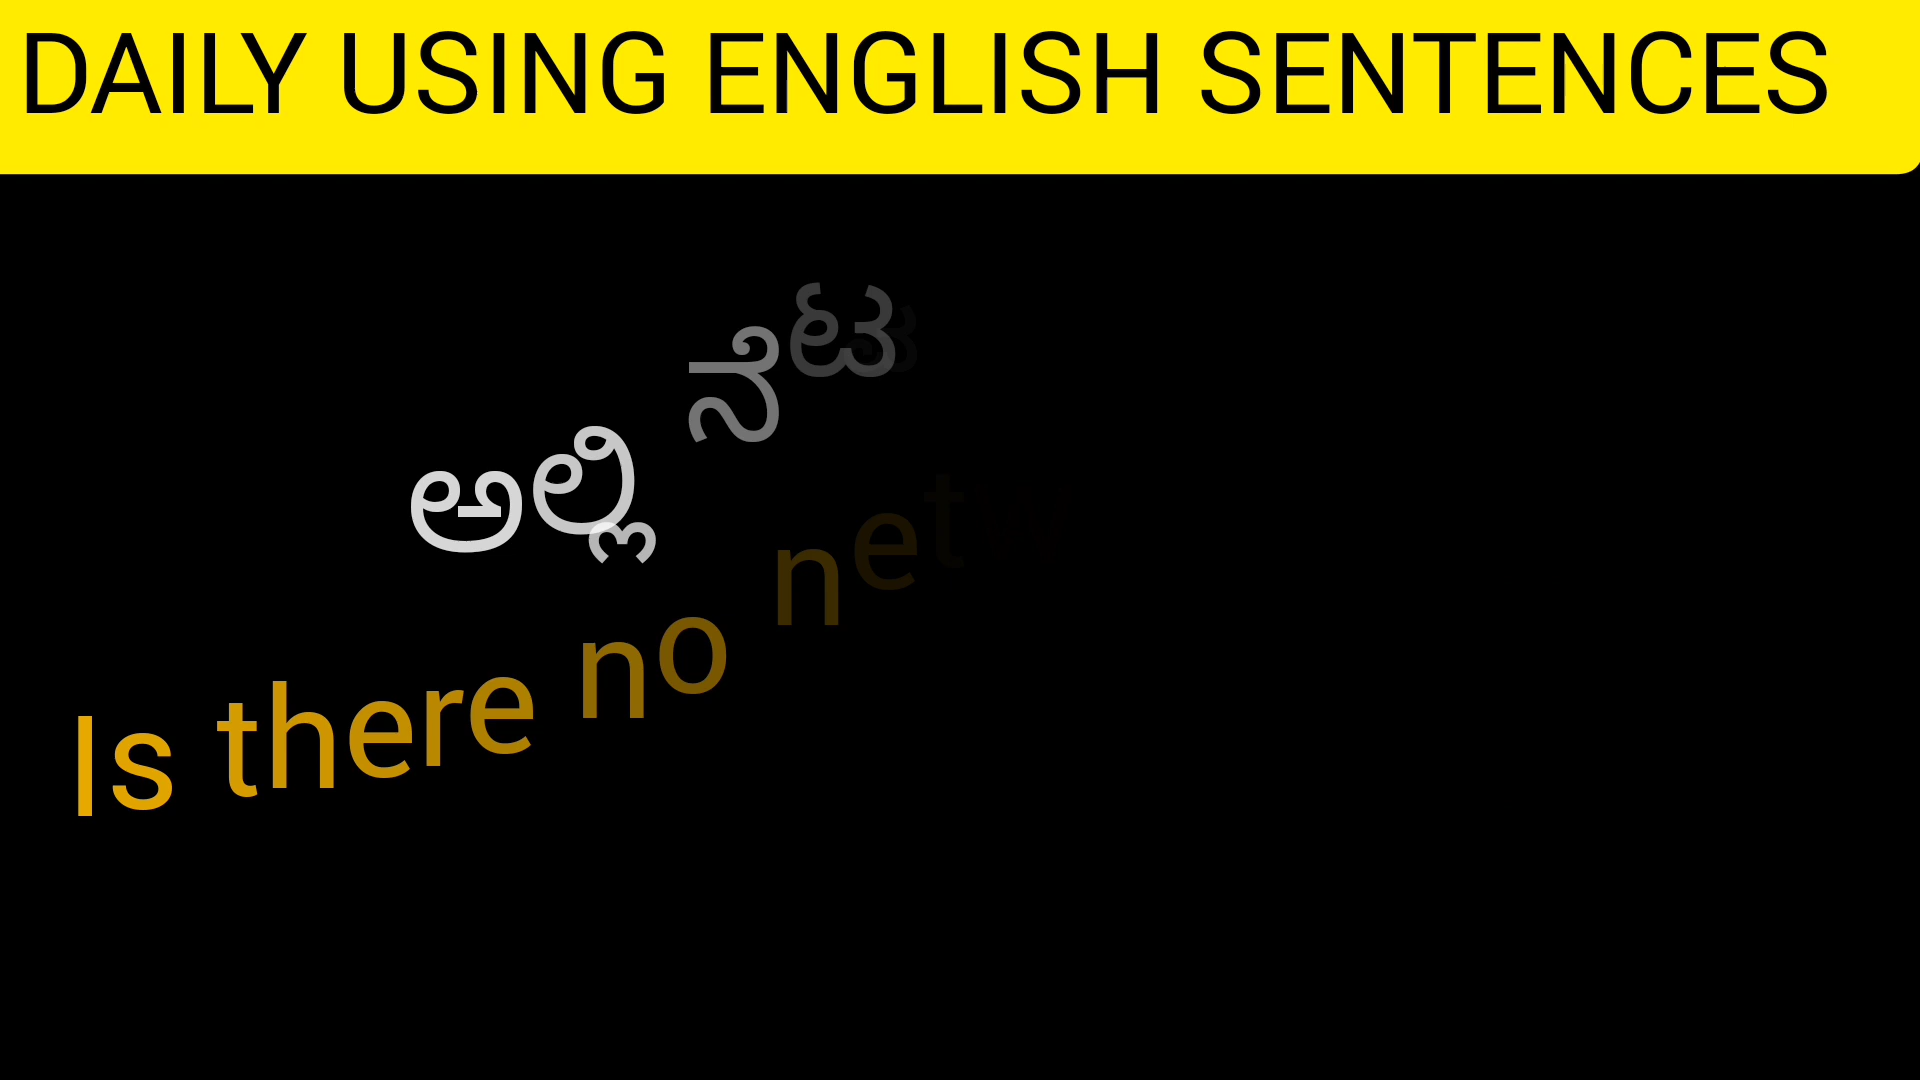 DAILY USING ENGLISH SENTENCES
ಅಲ್ಲಿ
Is there no